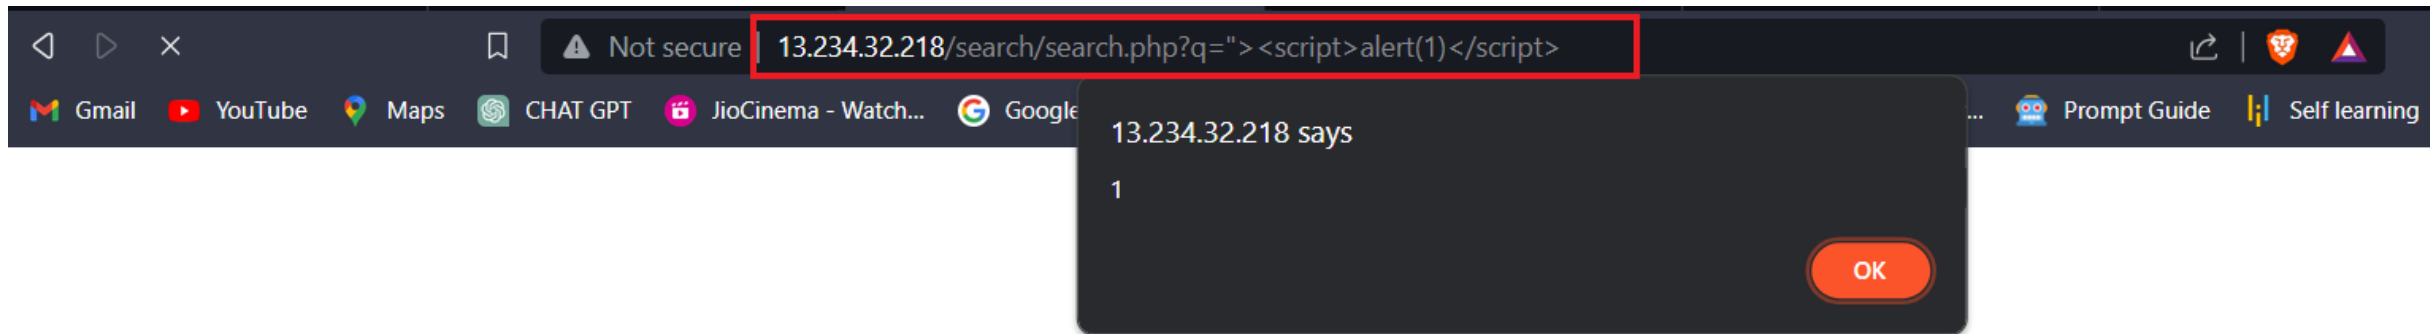 Not secure 13.234.32.218/search/search.php?q="><script>alert(1)</script>
Gmail YouTube Maps CHAT GPT JioCinema - Watch... Google ... Prompt Guide Self learning
13.234.32.218 says
1
OK